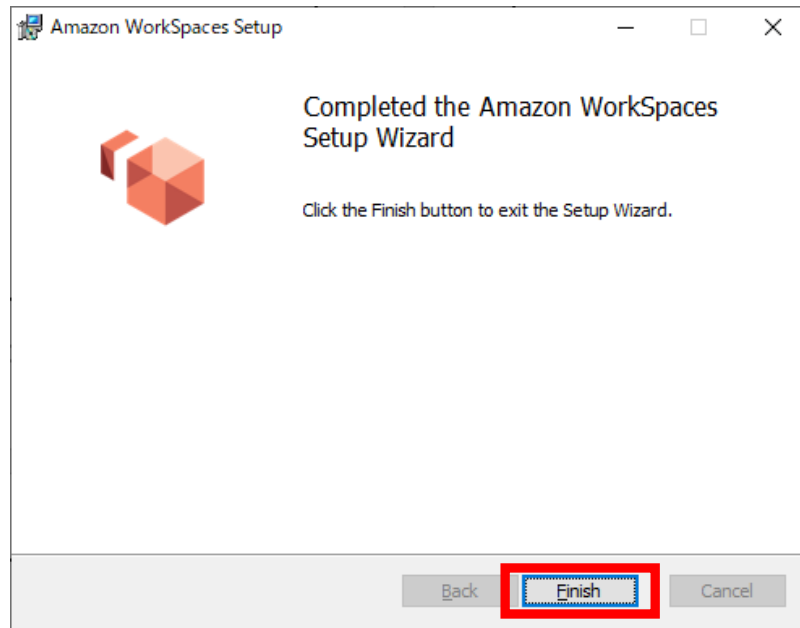 Amazon WorkSpaces Setup
Completed the Amazon WorkSpaces
Setup Wizard
Click the Finish button to exit the Setup Wizard.
Back Finish Cancel